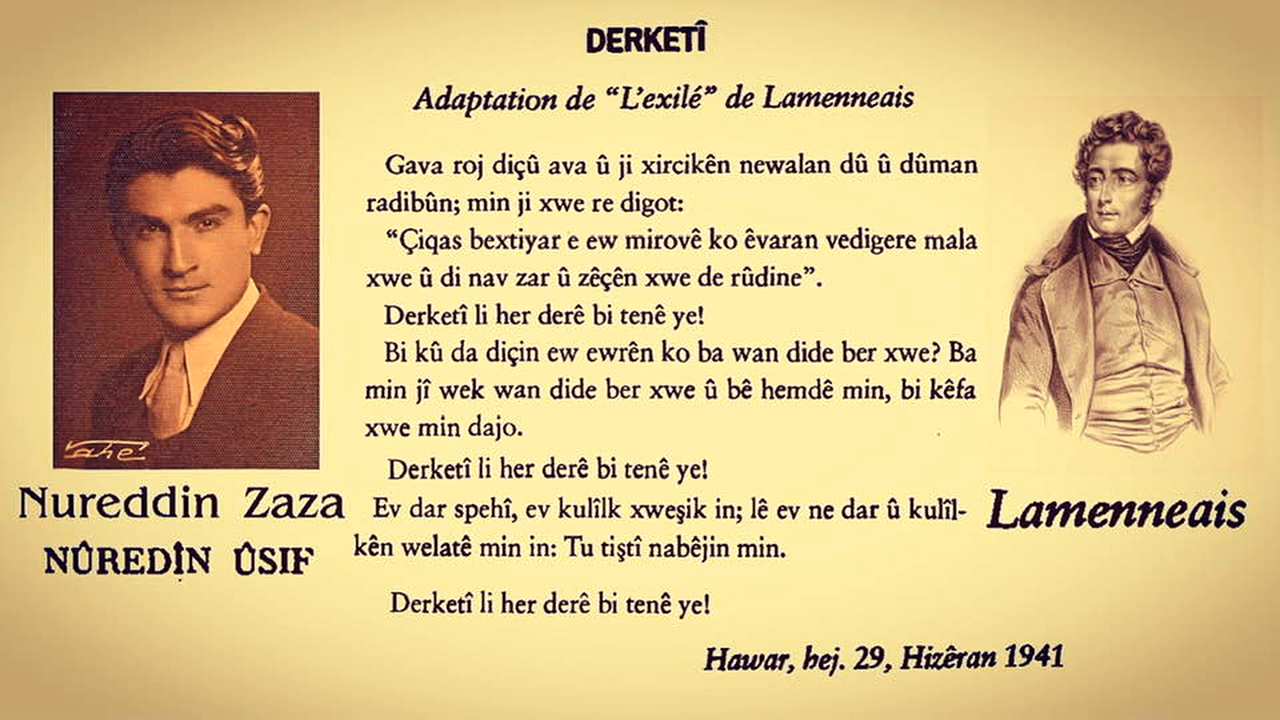 DERKETÎ
Adaptation de “L’exilé” de Lamenneais
Gava roj diçû ava û ji xircikên newalan dû û dûman
radibûn; min ji xwe re digot:
“Çiqas bextiyar e ew mirovê ko êvaran vedigere mala
xwe û di nav zar û zêçên xwe de rûdine”.
Derketî li her derê bi tenê ye!
Bi kû da diçin ew ewrên ko ba wan dide ber xwe? Ba
min jî wek wan dide ber xwe û bê hemdê min, bi kêfa
xwe min dajo.
Derketî li her derê bi tenê ye!
Ev dar spehî, ev kulîlk xweşik in; lê ev ne dar û kulîl-
kên welatê min in: Tu tiştî nabêjin min.
Derketî li her derê bi tenê ye!
Hawar, hej. 29, Hizêran 1941
Nureddin Zaza
NÛREDÎN ÛSIF
Lamenneais